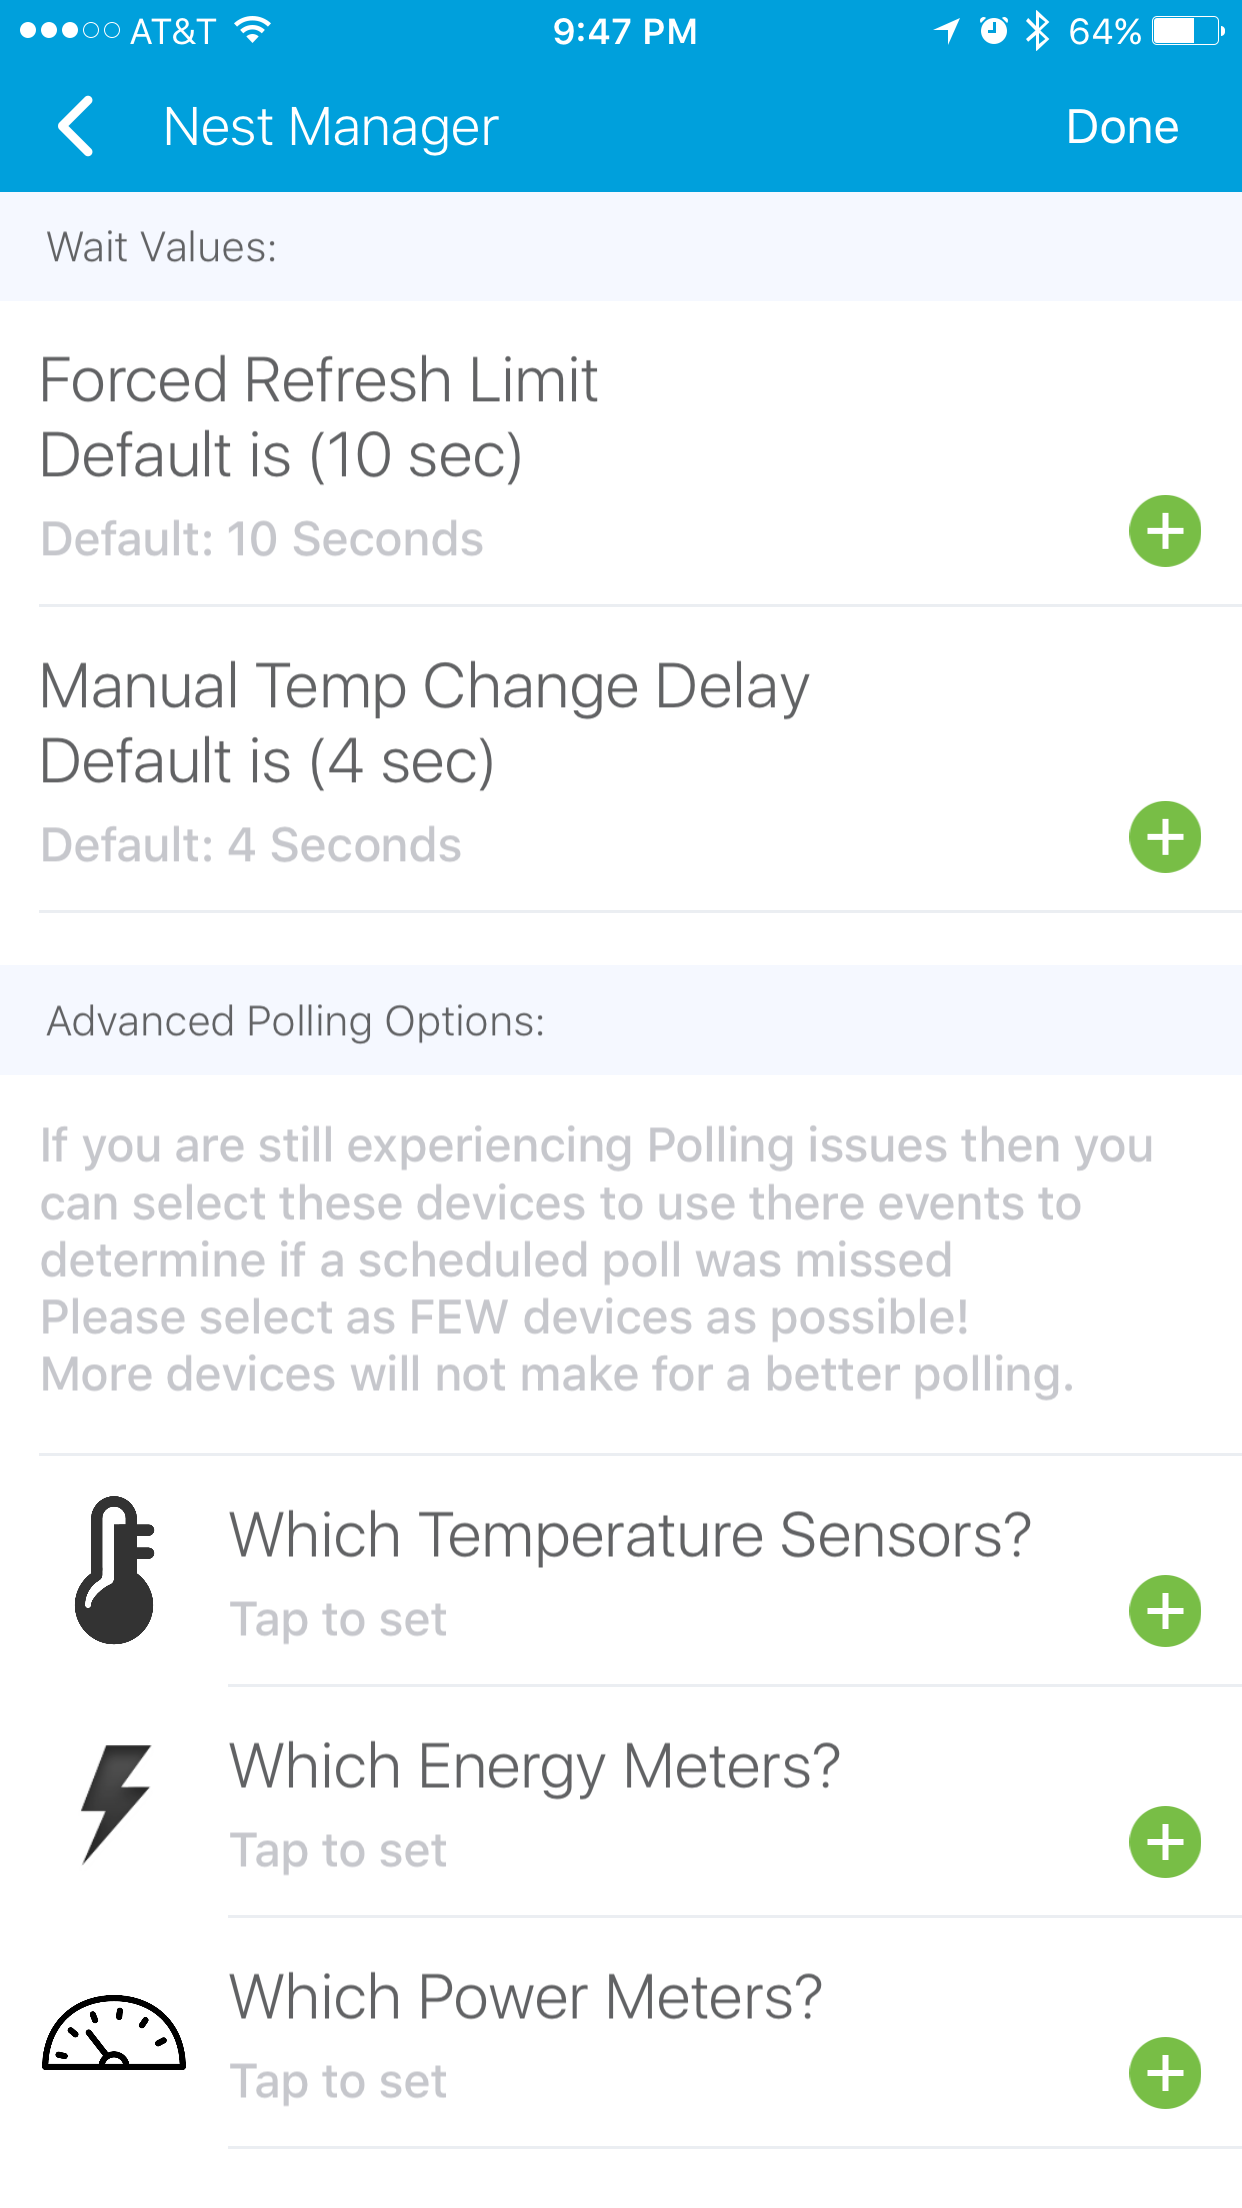 AT&T 9:47 PM 64%
Nest Manager Done
Wait Values:
Forced Refresh Limit
Default is (10 sec)
Default: 10 Seconds
Manual Temp Change Delay
Default is (4 sec)
Default: 4 Seconds
Advanced Polling Options:
If you are still experiencing Polling issues then you
can select these devices to use there events to
determine if a scheduled poll was missed
Please select as FEW devices as possible!
More devices will not make for a better polling.
Which Temperature Sensors?
Tap to set
Which Energy Meters?
Tap to set
Which Power Meters?
Tap to set